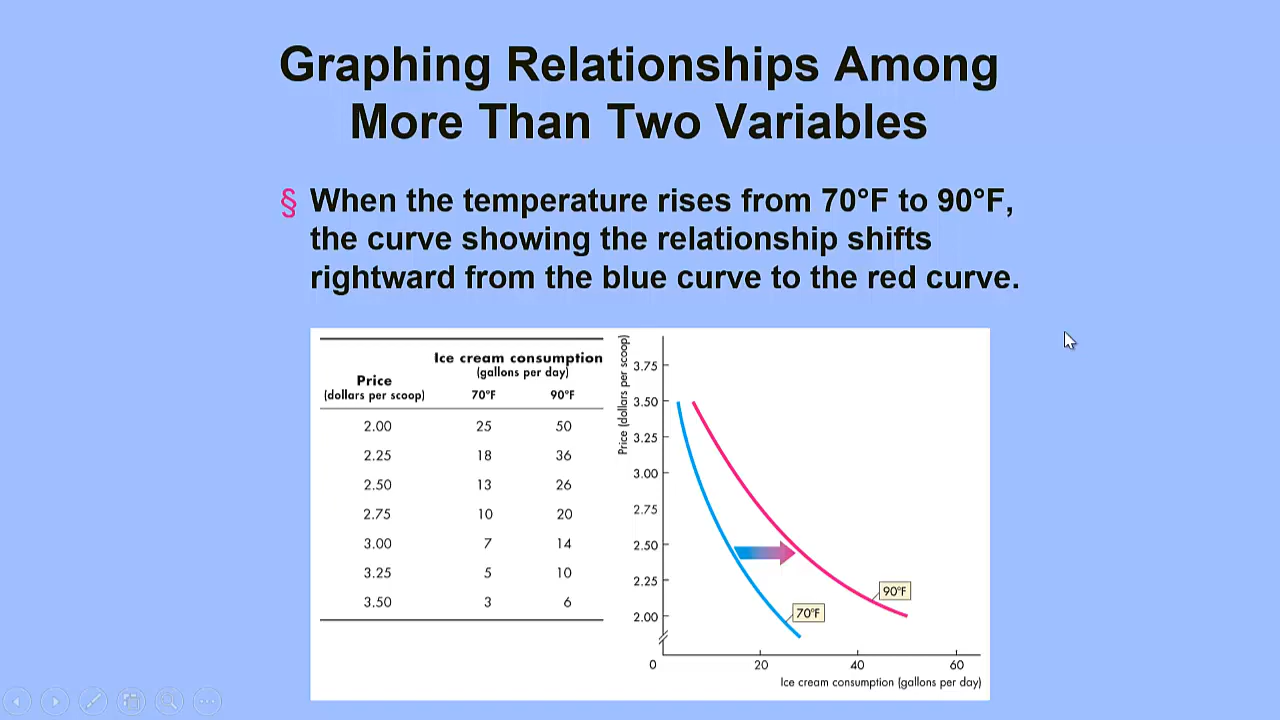 Graphing Relationships Among
More Than Two Variables
§ When the temperature rises from 70°F to 90°F,
the curve showing the relationship shifts
rightward from the blue curve to the red curve.
Ice cream consumption
(gallons per day)
Price
(dollars per scoop) 70°F 90°F
2.00 25 50
2.25 18 36
2.50 13 26
2.75 10 20
3.00 7 14
3.25 5 10
3.50 3 6
Price (dollars per scoop)
3.75
3.50
3.25
3.00
2.75
2.50
2.25
2.00
90°F
70°F
0 20 40 60
Ice cream consumption (gallons per day)